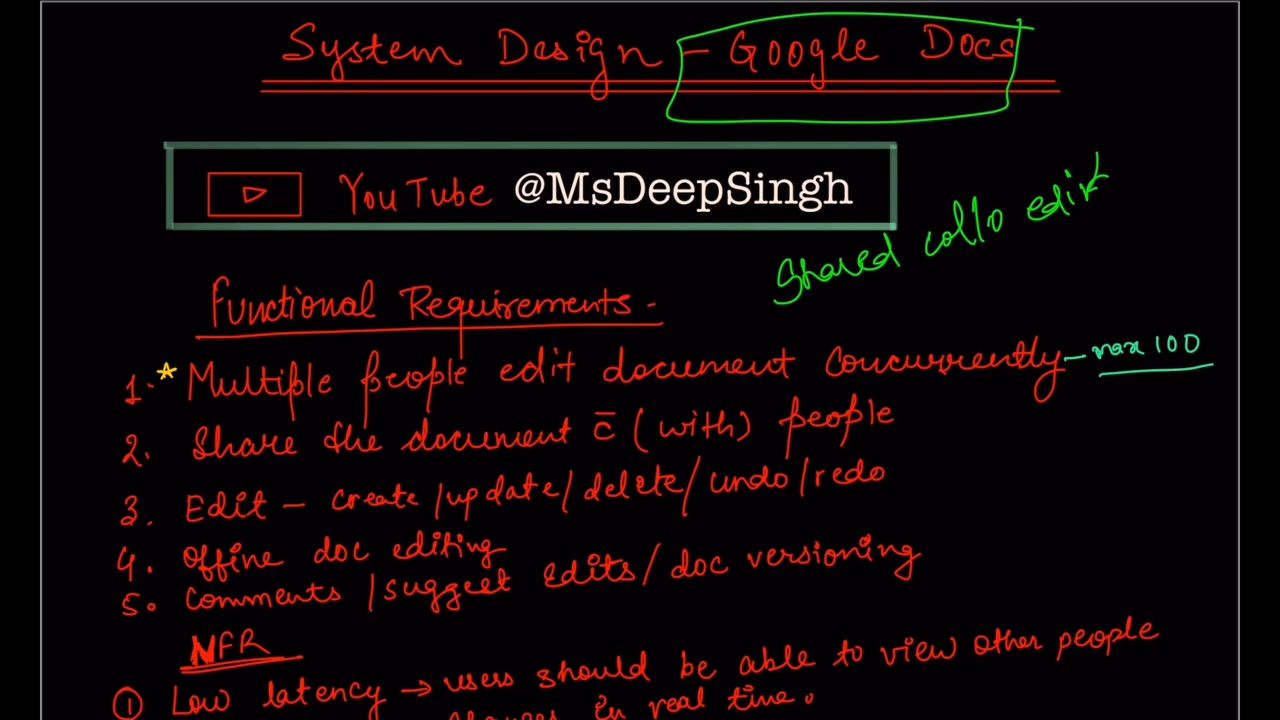 System Design - Google Docs
YouTube @MsDeepSingh
Shared collo edit
Functional Requirements -
1. * Multiple people edit document concurrently - max 100
2. Share the document c̅ (with) people
3. Edit - create/update/delete/undo/redo
4. Offine doc editing
5. Comments/suggest edits/doc versioning
NFR
① Low latency → users should be able to view other people
changes in real time.